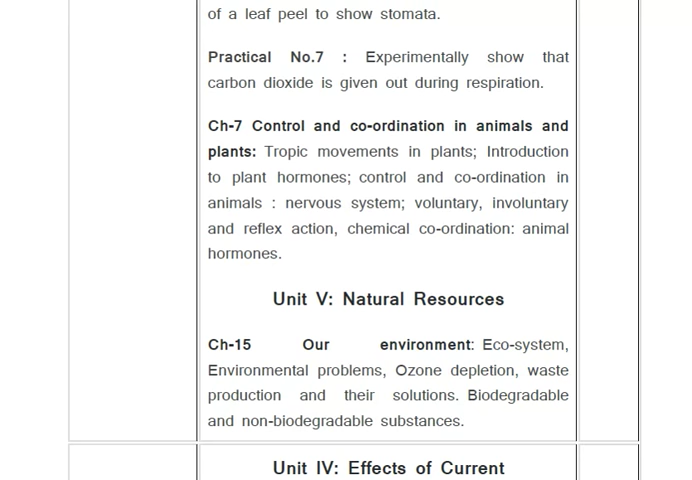 of a leaf peel to show stomata.
Practical No.7 : Experimentally show that
carbon dioxide is given out during respiration.
Ch-7 Control and co-ordination in animals and
plants: Tropic movements in plants; Introduction
to plant hormones; control and co-ordination in
animals : nervous system; voluntary, involuntary
and reflex action, chemical co-ordination: animal
hormones.
Unit V: Natural Resources
Ch-15 Our environment: Eco-system,
Environmental problems, Ozone depletion, waste
production and their solutions. Biodegradable
and non-biodegradable substances.
Unit IV: Effects of Current